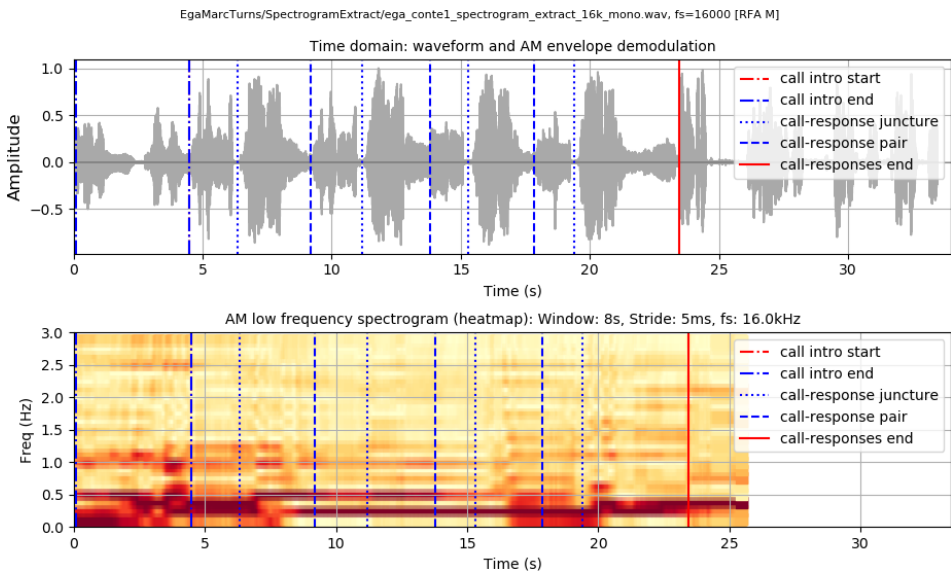 EgaMarcTurns/SpectrogramExtract/ega_conte1_spectrogram_extract_16k_mono.wav, fs=16000 [RFA M]
Time domain: waveform and AM envelope demodulation
1.0
0.5
0.0
−0.5
Amplitude
0 5 10 15 20 25 30
Time (s)
call intro start
call intro end
call-response juncture
call-response pair
call-responses end
AM low frequency spectrogram (heatmap): Window: 8s, Stride: 5ms, fs: 16.0kHz
3.0
2.5
2.0
1.5
1.0
0.5
0.0
Freq (Hz)
0 5 10 15 20 25 30
Time (s)
call intro start
call intro end
call-response juncture
call-response pair
call-responses end